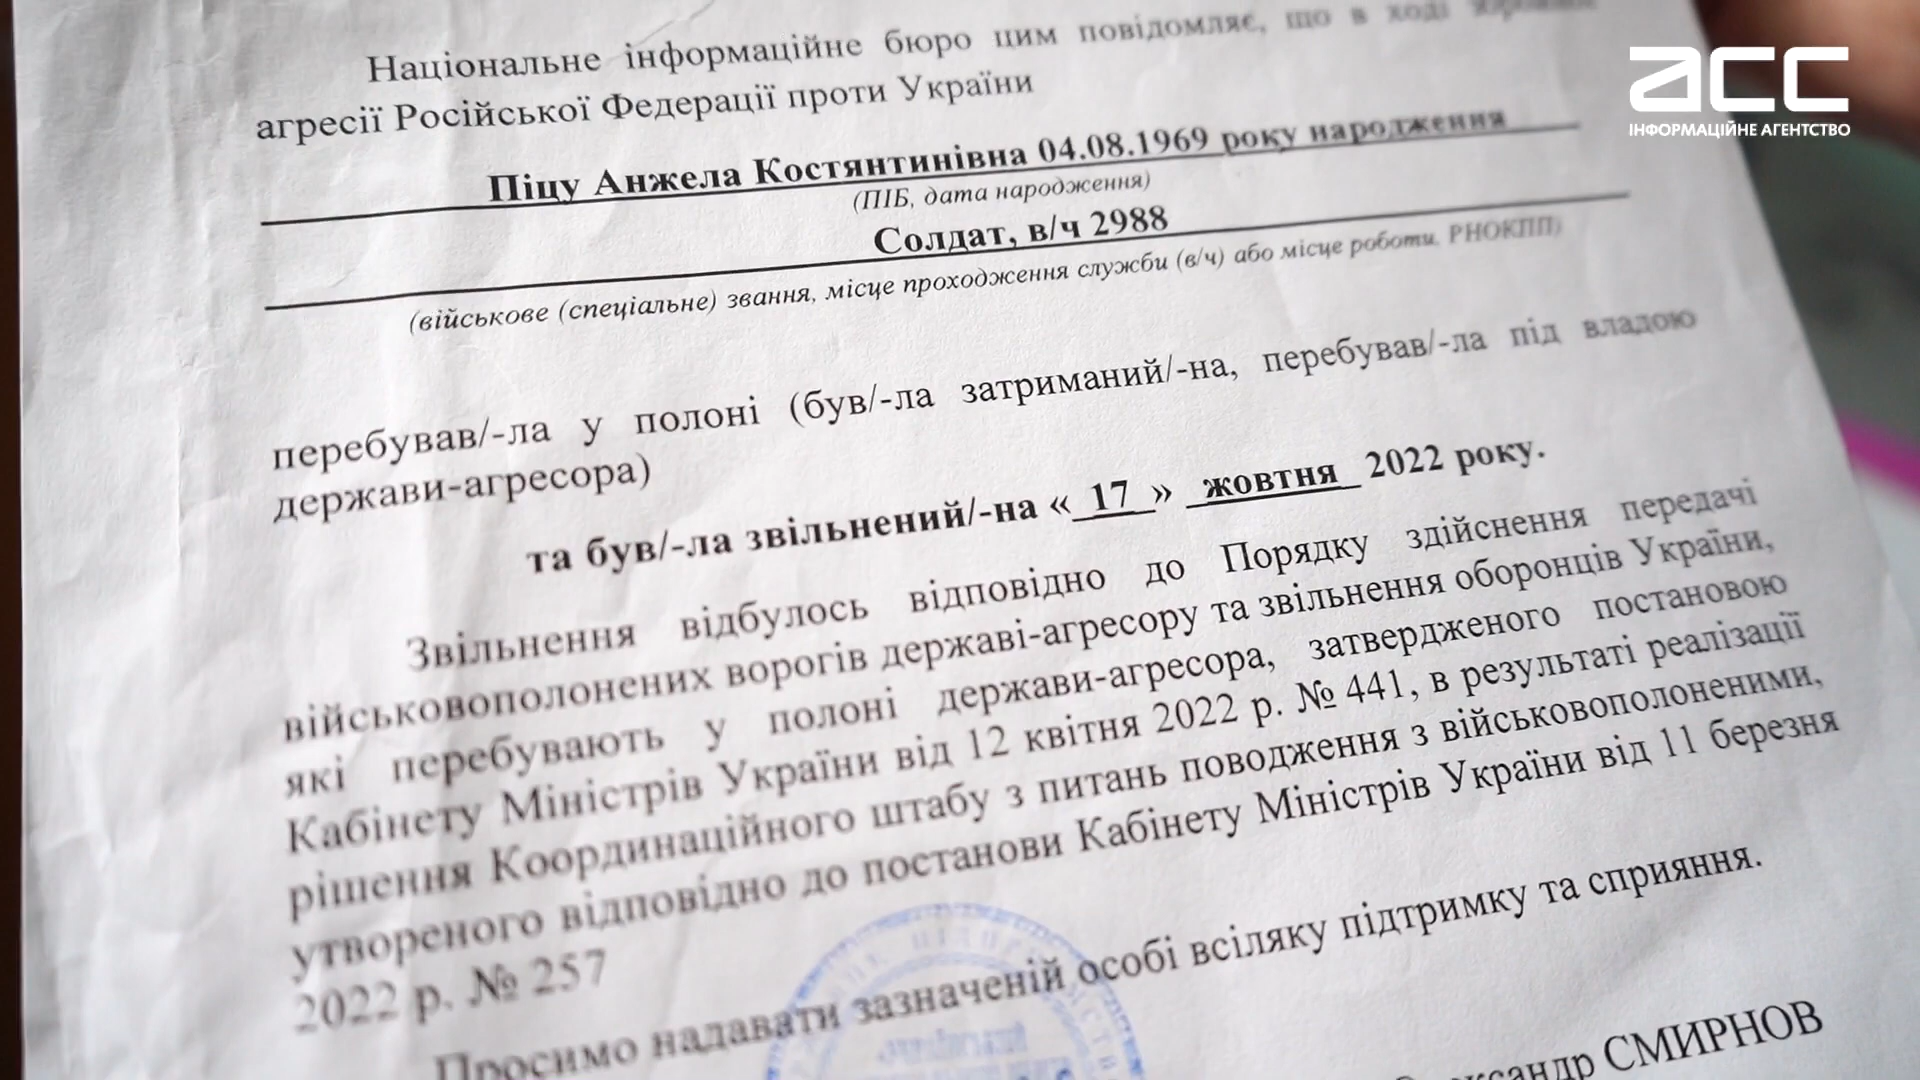 Національне інформаційне бюро цим повідомляє, що в ході
агресії Російської Федерації проти України
Піцу Анжела Костянтинівна 04.08.1969 року народження
(ПІБ, дата народження)
Солдат, в/ч 2988
(військове (спеціальне) звання, місце проходження служби (в/ч) або місце роботи, РНОКПП)
перебував/-ла у полоні (був/-ла затриманий/-на, перебував/-ла під владою
держави-агресора)
та був/-ла звільнений/-на « 17 » жовтня 2022 року.
Звільнення відбулось відповідно до Порядку здійснення передачі
військовополонених ворогів державі-агресору та звільнення оборонців України,
які перебувають у полоні держави-агресора, затвердженого постановою
Кабінету Міністрів України від 12 квітня 2022 р. № 441, в результаті реалізації
рішення Координаційного штабу з питань поводження з військовополоненими,
утвореного відповідно до постанови Кабінету Міністрів України від 11 березня
2022 р. № 257
Просимо надавати зазначеній особі всіляку підтримку та сприяння.
СМИРНОВ
acc
ІНФОРМАЦІЙНЕ АГЕНТСТВО